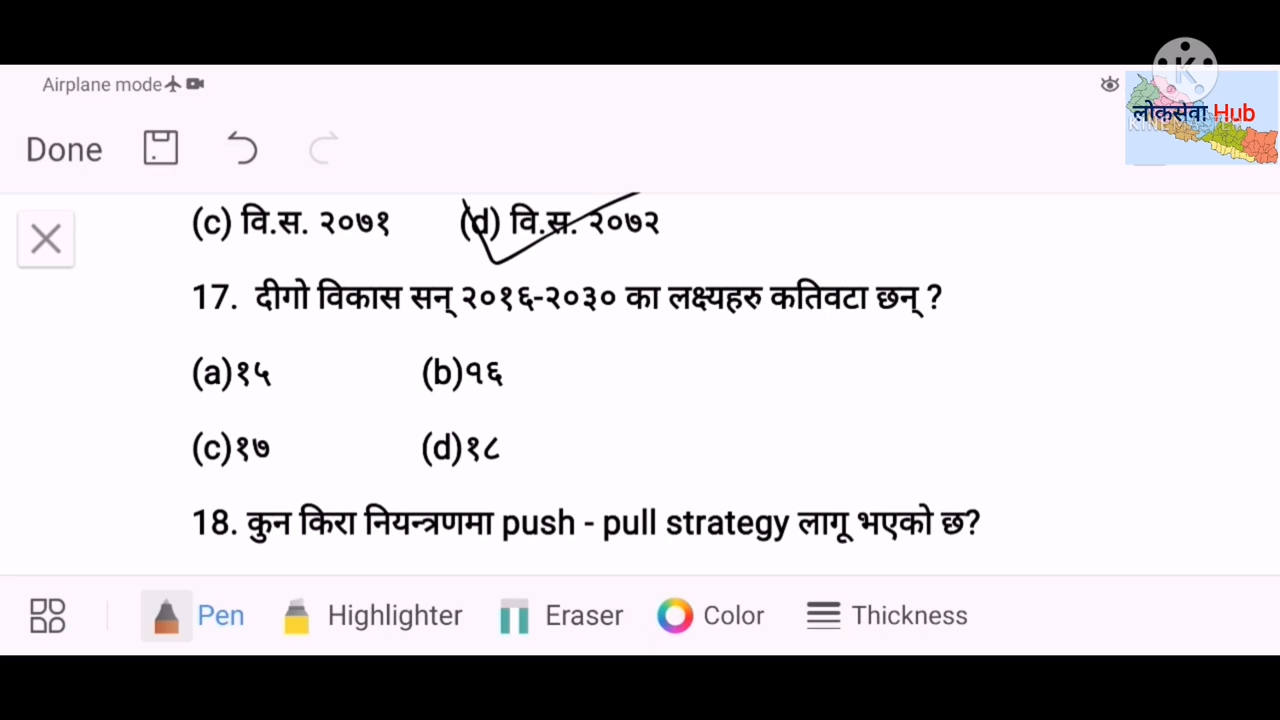 Airplane mode
लोकसेवा Hub
KINEMASTER
Done
(c) वि.स. २०७१ (d) वि.स. २०७२
17. दीगो विकास सन् २०१६-२०३० का लक्ष्यहरु कतिवटा छन् ?
(a)१५ (b)१६
(c)१७ (d)१८
18. कुन किरा नियन्त्रणमा push - pull strategy लागू भएको छ?
Pen Highlighter Eraser Color Thickness